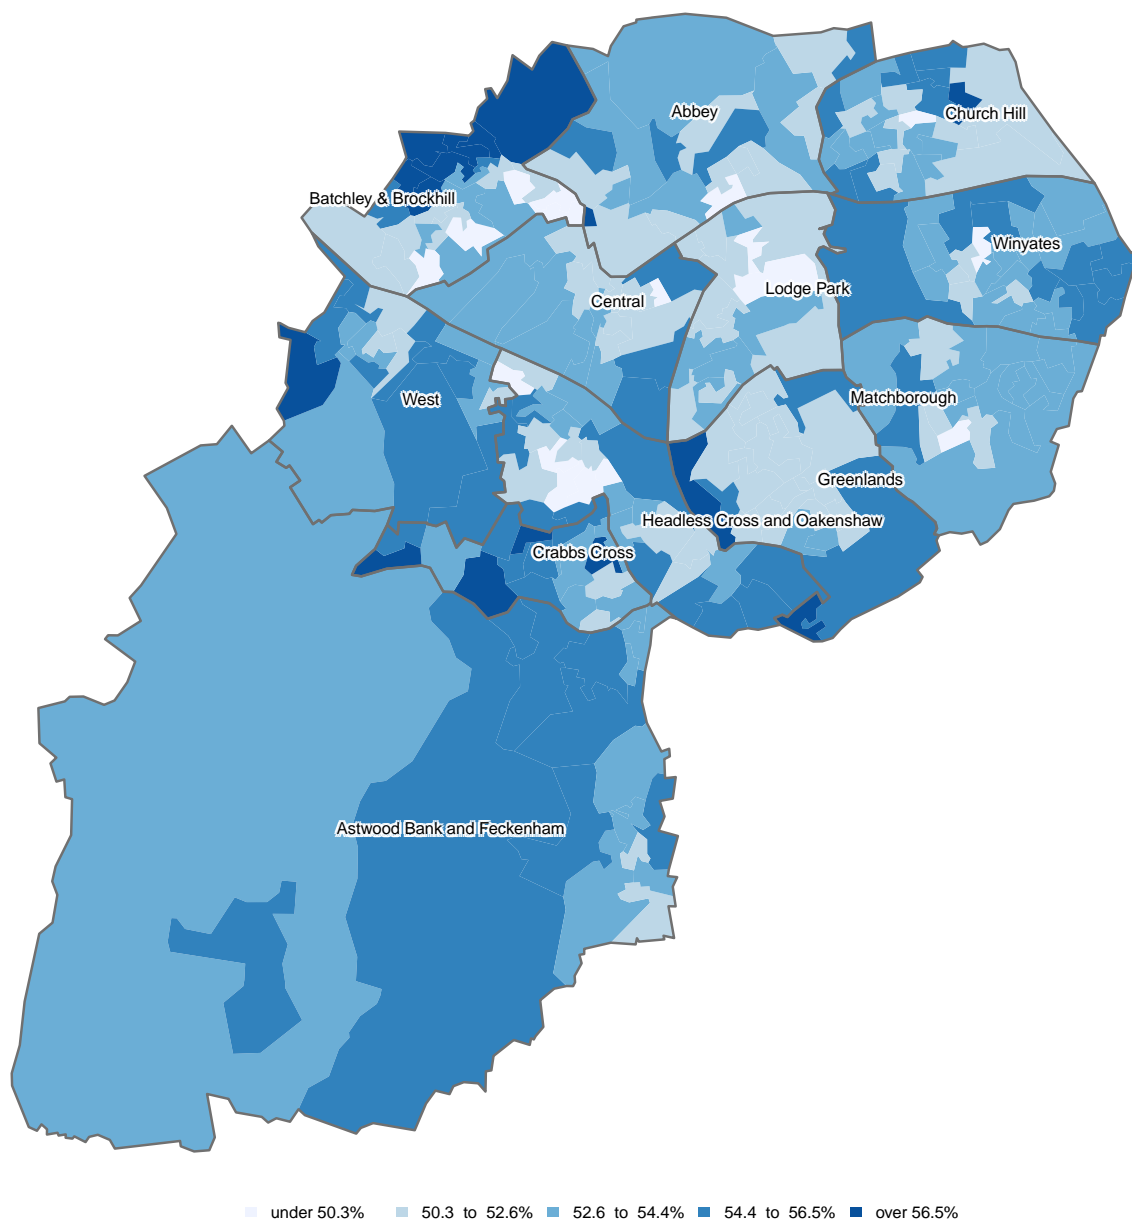 Abbey
Church Hill
Batchley & Brockhill
Winyates
Lodge Park
Central
West
Matchborough
Greenlands
Headless Cross and Oakenshaw
Crabbs Cross
Astwood Bank and Feckenham
under 50.3% 50.3 to 52.6% 52.6 to 54.4% 54.4 to 56.5% over 56.5%